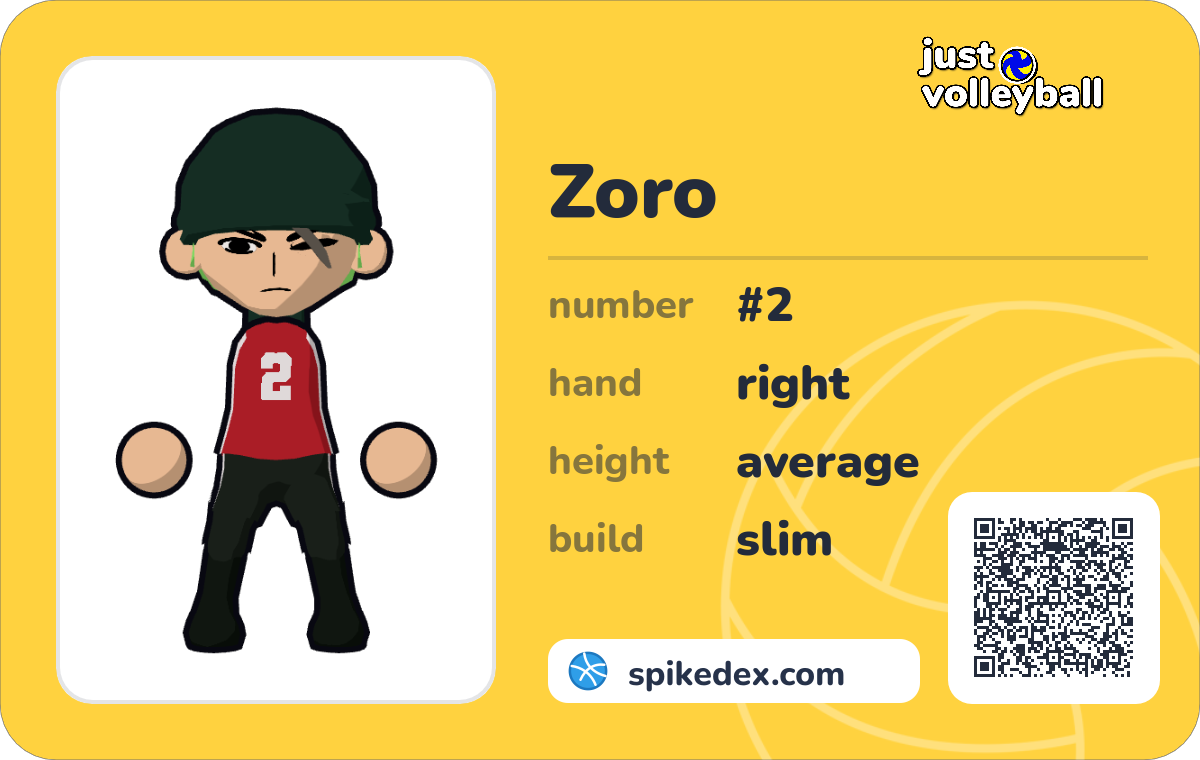 just
volleyball
Zoro
number #2
hand right
height average
build slim
2
spikedex.com